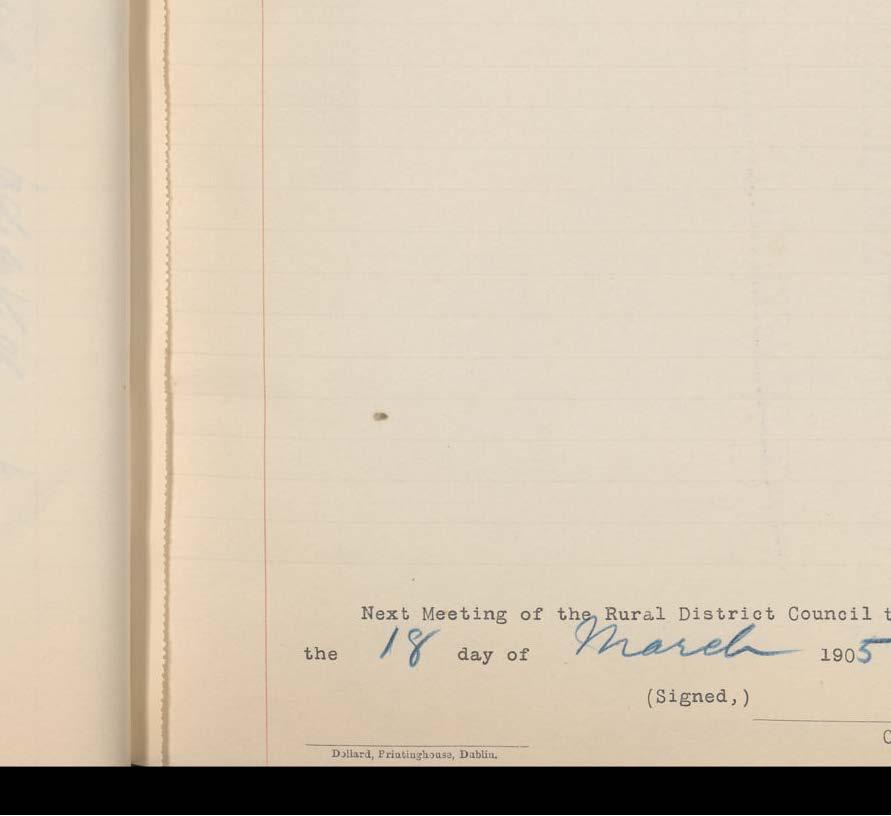 Next Meeting of the Rural District Council t
the 18 day of March 1905
(Signed,)
C
Dollard, Printinghouse, Dublin.